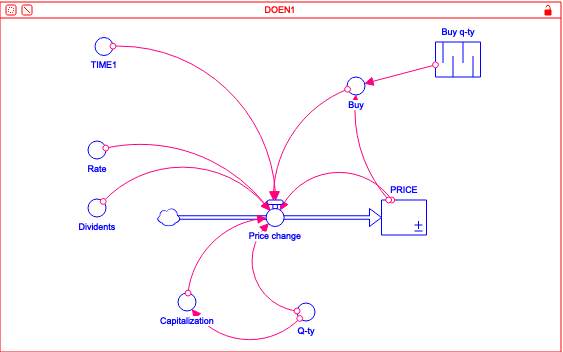 DOEN1
Buy q-ty
TIME1
Buy
Rate
PRICE
±
Dividents
Price change
Capitalization
Q-ty